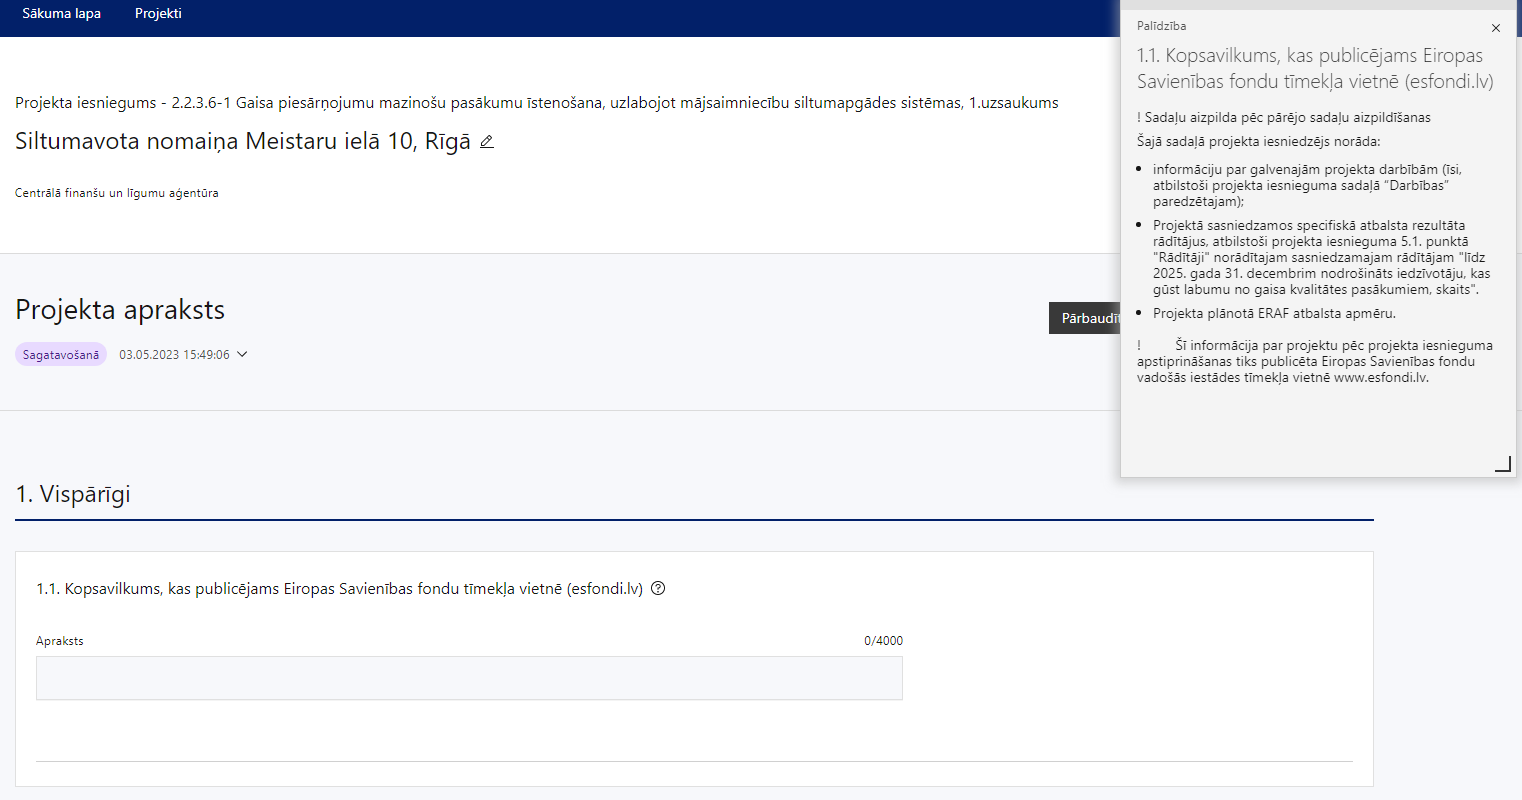 Sākuma lapa Projekti
Projekta iesniegums - 2.2.3.6-1 Gaisa piesārņojumu mazinošu pasākumu īstenošana, uzlabojot mājsaimniecību siltumapgādes sistēmas, 1.uzsaukums
Siltumavota nomaiņa Meistaru ielā 10, Rīgā
Centrālā finanšu un līgumu aģentūra
Projekta apraksts
Pārbaudīt
Sagatavošanā 03.05.2023 15:49:06
1. Vispārīgi
1.1. Kopsavilkums, kas publicējams Eiropas Savienības fondu tīmekļa vietnē (esfondi.lv)
Apraksts 0/4000
Palīdzība
1.1. Kopsavilkums, kas publicējams Eiropas
Savienības fondu tīmekļa vietnē (esfondi.lv)
! Sadaļu aizpilda pēc pārējo sadaļu aizpildīšanas
Šajā sadaļā projekta iesniedzējs norāda:
• informāciju par galvenajām projekta darbībām (īsi,
atbilstoši projekta iesnieguma sadaļā “Darbības”
paredzētajam);
• Projektā sasniedzamos specifiskā atbalsta rezultāta
rādītājus, atbilstoši projekta iesnieguma 5.1. punktā
"Rādītāji" norādītajam sasniedzamajam rādītājam "līdz
2025. gada 31. decembrim nodrošināts iedzīvotāju, kas
gūst labumu no gaisa kvalitātes pasākumiem, skaits".
• Projekta plānotā ERAF atbalsta apmēru.
! Šī informācija par projektu pēc projekta iesnieguma
apstiprināšanas tiks publicēta Eiropas Savienības fondu
vadošās iestādes tīmekļa vietnē www.esfondi.lv.